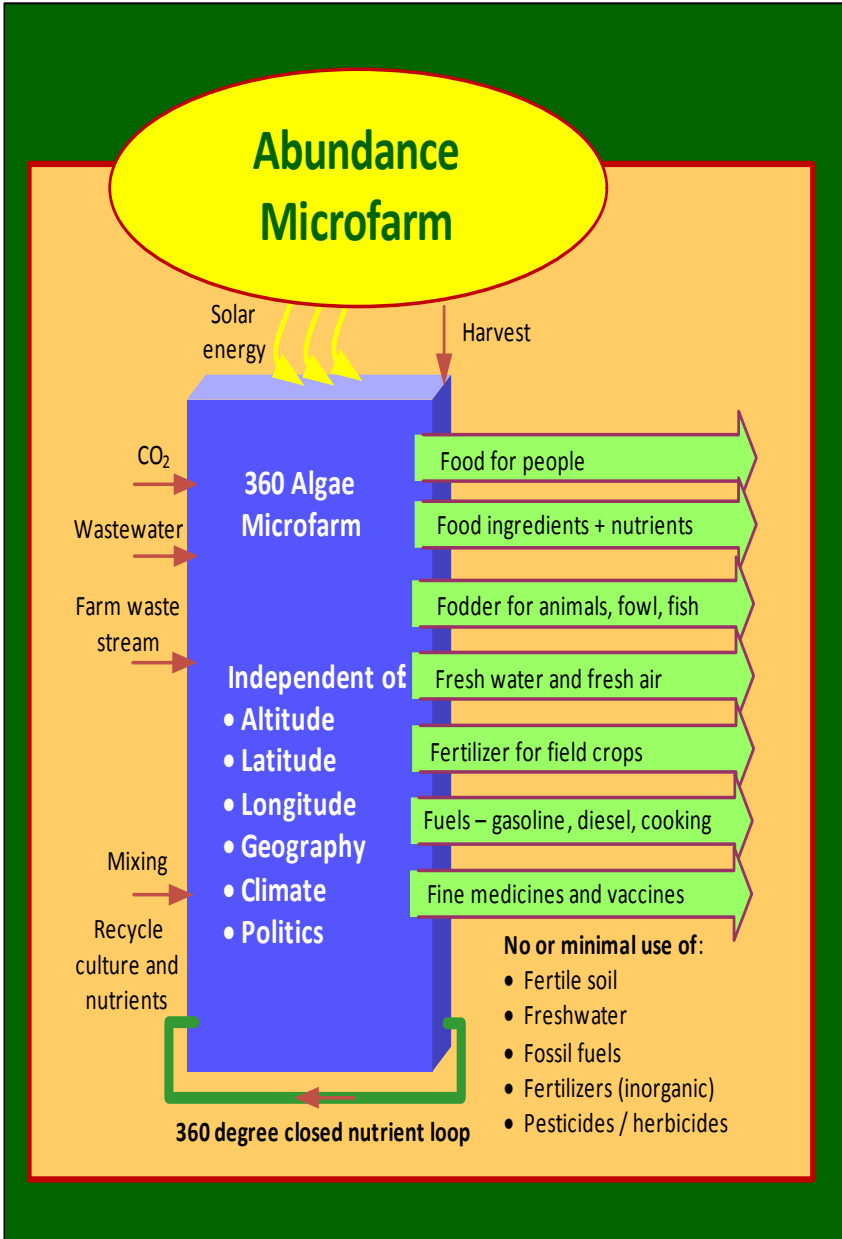 Abundance
Microfarm
Solar
energy
Harvest
CO₂
Wastewater
Farm waste
stream
Mixing
Recycle
culture and
nutrients
360 Algae
Microfarm
Independent of:
• Altitude
• Latitude
• Longitude
• Geography
• Climate
• Politics
Food for people
Food ingredients + nutrients
Fodder for animals, fowl, fish
Fresh water and fresh air
Fertilizer for field crops
Fuels – gasoline, diesel, cooking
Fine medicines and vaccines
No or minimal use of:
• Fertile soil
• Freshwater
• Fossil fuels
• Fertilizers (inorganic)
• Pesticides / herbicides
360 degree closed nutrient loop